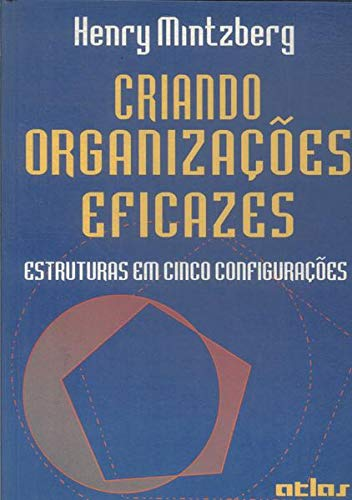 Henry Mintzberg
CRIANDO
ORGANIZAÇÕES
EFICAZES
ESTRUTURAS EM CINCO CONFIGURAÇÕES
atlas